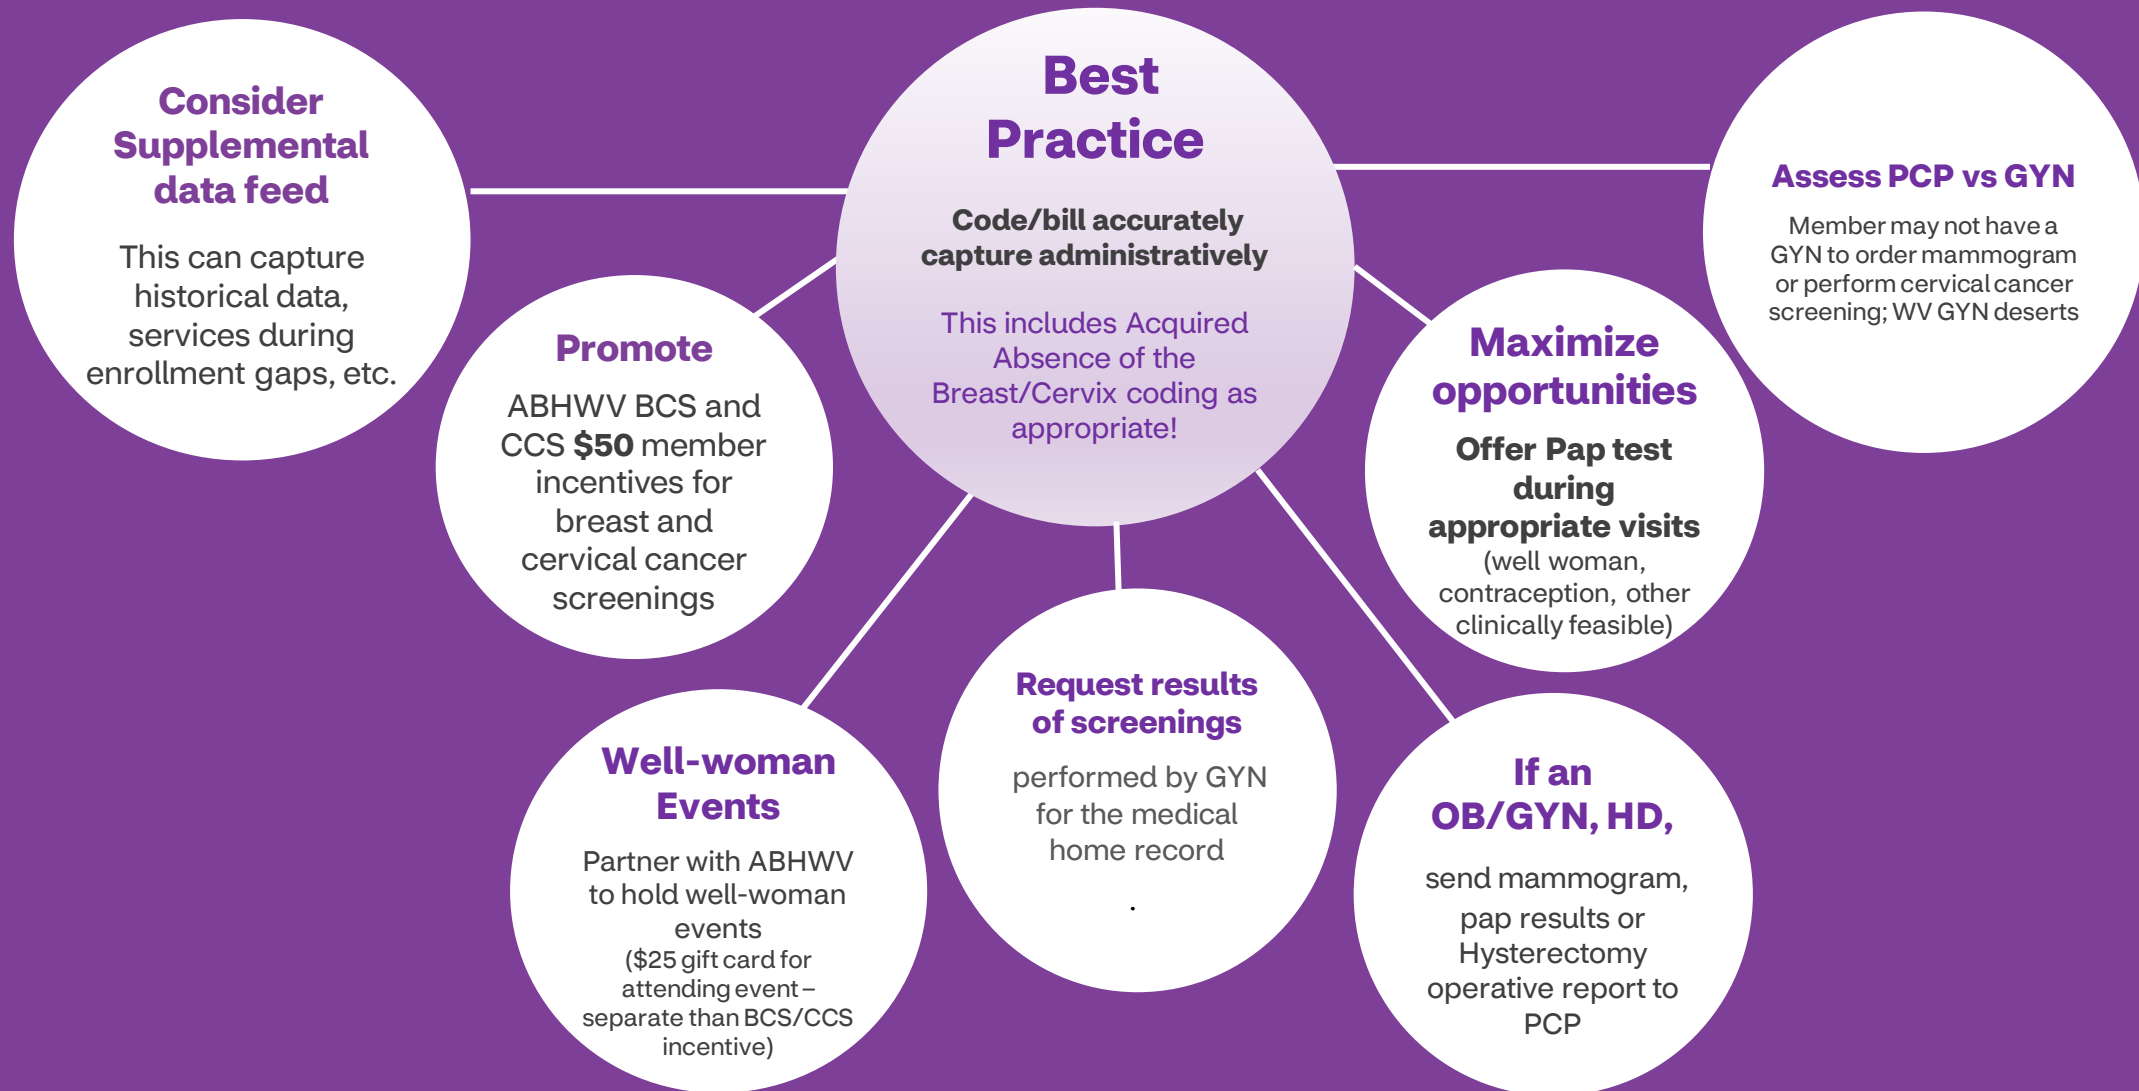 Consider
Supplemental
data feed
This can capture
historical data,
services during
enrollment gaps, etc.
Promote
ABHWV BCS and
CCS $50 member
incentives for
breast and
cervical cancer
screenings
Best
Practice
Code/bill accurately
capture administratively
This includes Acquired
Absence of the
Breast/Cervix coding as
appropriate!
Assess PCP vs GYN
Member may not have a
GYN to order mammogram
or perform cervical cancer
screening; WV GYN deserts
Maximize
opportunities
Offer Pap test
during
appropriate visits
(well woman,
contraception, other
clinically feasible)
Well-woman
Events
Partner with ABHWV
to hold well-woman
events
($25 gift card for
attending event –
separate than BCS/CCS
incentive)
Request results
of screenings
performed by GYN
for the medical
home record
.
If an
OB/GYN, HD,
send mammogram,
pap results or
Hysterectomy
operative report to
PCP